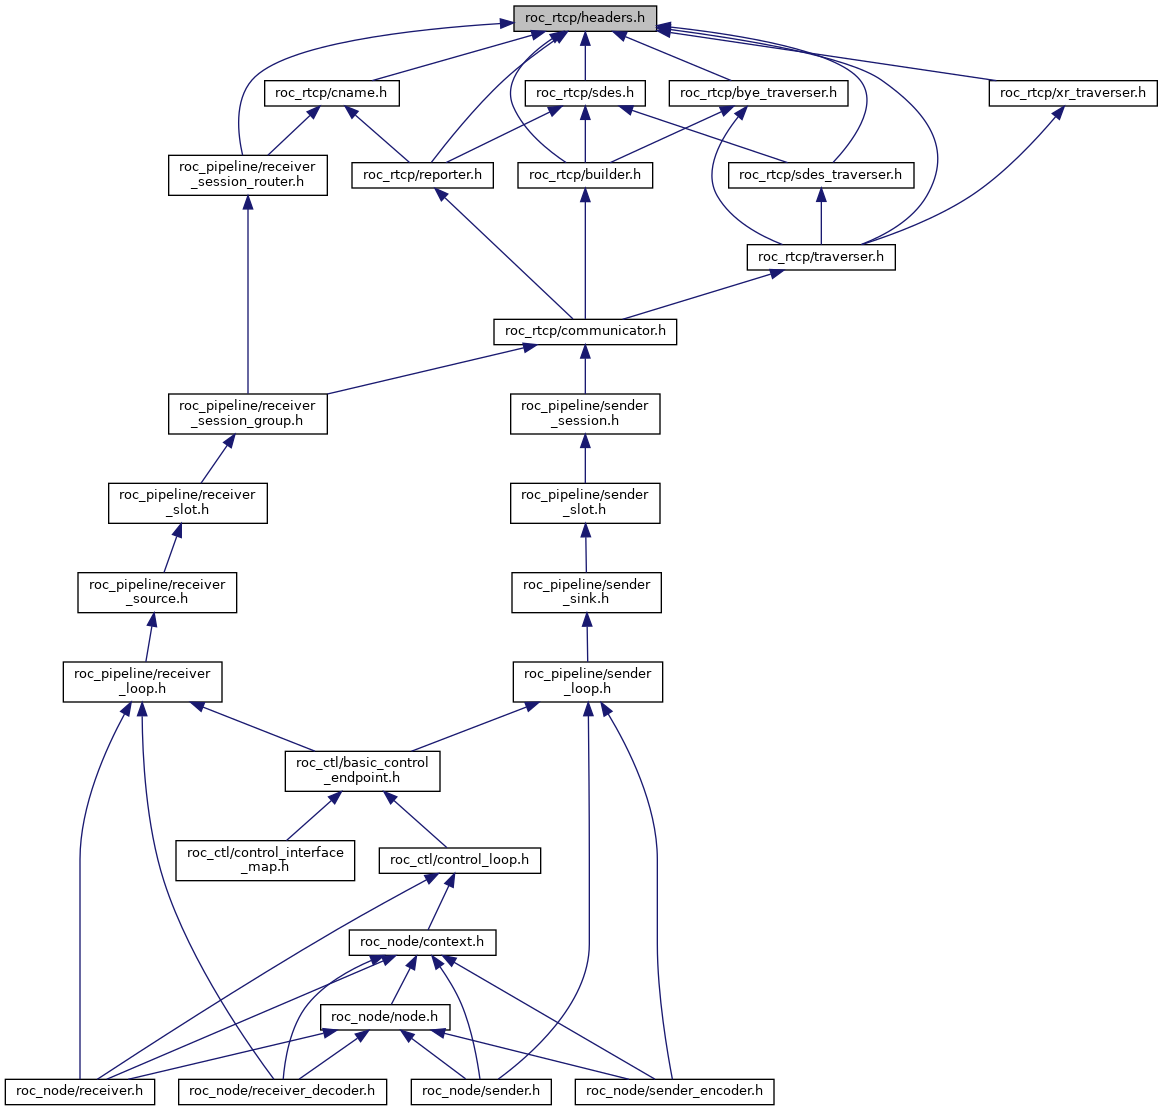 roc_rtcp/headers.h
roc_rtcp/cname.h
roc_rtcp/sdes.h
roc_rtcp/bye_traverser.h
roc_rtcp/xr_traverser.h
roc_pipeline/receiver
_session_router.h
roc_rtcp/reporter.h
roc_rtcp/builder.h
roc_rtcp/sdes_traverser.h
roc_rtcp/traverser.h
roc_rtcp/communicator.h
roc_pipeline/receiver
_session_group.h
roc_pipeline/sender
_session.h
roc_pipeline/receiver
_slot.h
roc_pipeline/sender
_slot.h
roc_pipeline/receiver
_source.h
roc_pipeline/sender
_sink.h
roc_pipeline/receiver
_loop.h
roc_pipeline/sender
_loop.h
roc_ctl/basic_control
_endpoint.h
roc_ctl/control_interface
_map.h
roc_ctl/control_loop.h
roc_node/context.h
roc_node/node.h
roc_node/receiver.h
roc_node/receiver_decoder.h
roc_node/sender.h
roc_node/sender_encoder.h